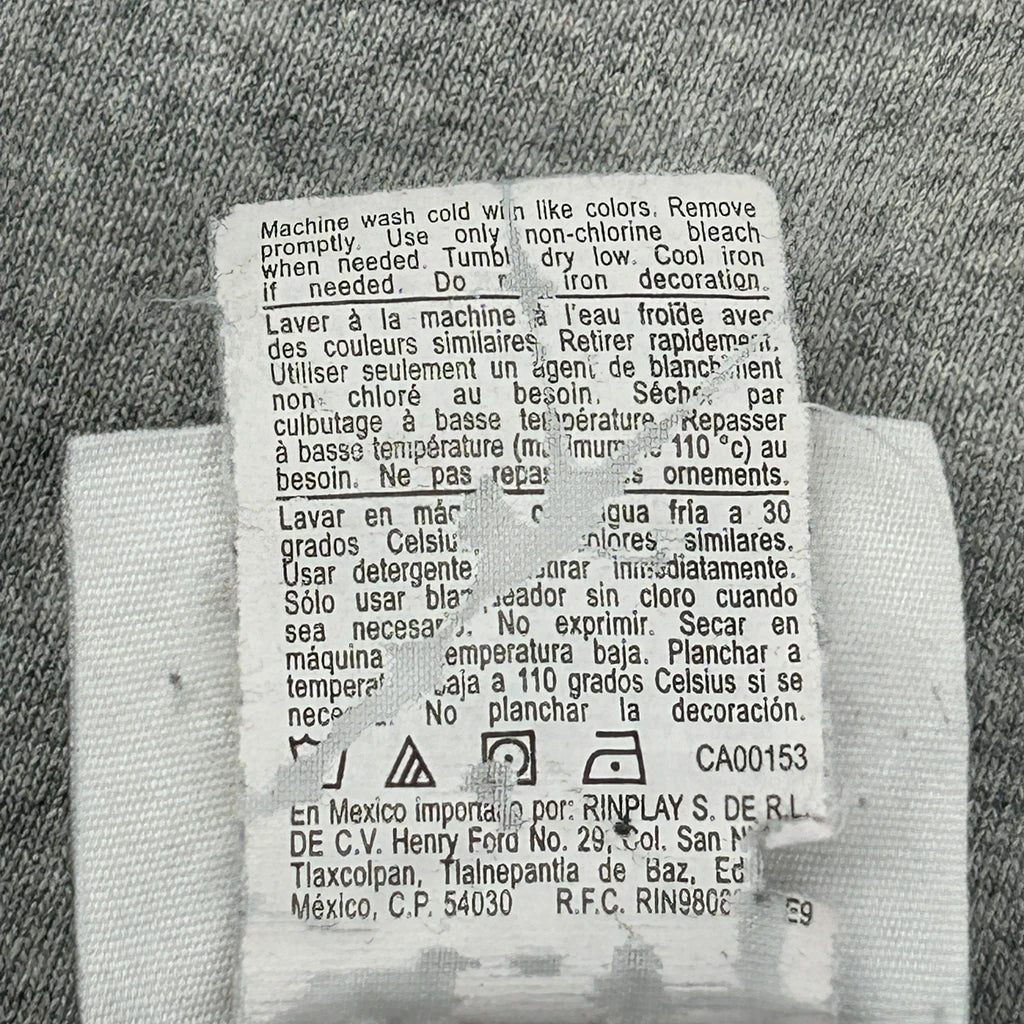 Machine wash cold with like colors. Remove
promptly. Use only non-chlorine bleach
when needed. Tumble dry low. Cool iron
if needed. Do iron decoration.
Laver à la machine à l'eau froide avec
des couleurs similaires. Retirer rapidement.
Utiliser seulement un agent de blanchiment
non chloré au besoin. Sécher par
culbutage à basse température. Repasser
à basse température (maximum 110 °c) au
besoin. Ne pas ornements.
Lavar en agua fría a 30
grados Celsius. similares.
Usar detergente. inmediatamente.
Sólo usar blanqueador sin cloro cuando
sea necesario. No exprimir. Secar en
máquina temperatura baja. Planchar a
baja a 110 grados Celsius si se
No planchar la decoración.
CA00153
En Mexico importado por: RINPLAY S. DE R.L.
DE C.V. Henry Ford No. 29, Col. San
Tlaxcolpan, Tlalnepantla de Baz, Ed
México, C.P. 54030 R.F.C.